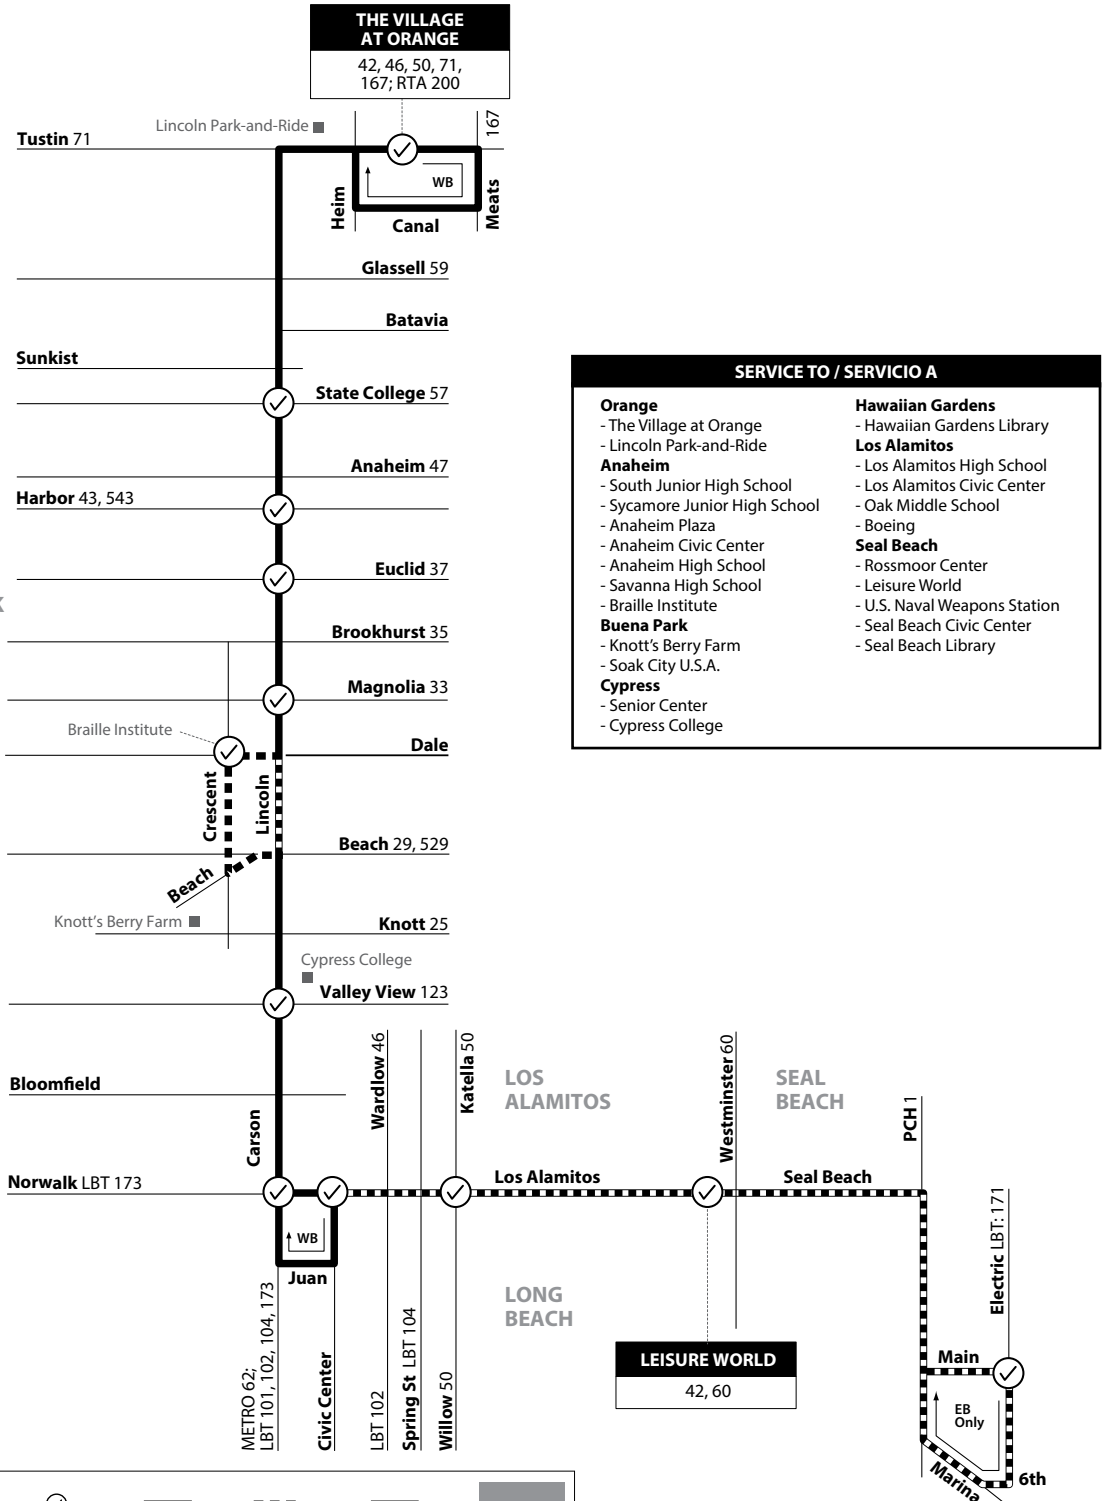 THE VILLAGE
AT ORANGE
42, 46, 50, 71,
167; RTA 200
Lincoln Park-and-Ride
167
Tustin 71
WB
Heim
Meats
Canal
Glassell 59
Batavia
Sunkist
State College 57
Anaheim 47
Harbor 43, 543
Euclid 37
Brookhurst 35
Magnolia 33
Braille Institute
Dale
Crescent
Lincoln
Beach 29, 529
Beach
Knott's Berry Farm
Knott 25
Cypress College
Valley View 123
SERVICE TO / SERVICIO A
Orange
- The Village at Orange
- Lincoln Park-and-Ride
Anaheim
- South Junior High School
- Sycamore Junior High School
- Anaheim Plaza
- Anaheim Civic Center
- Anaheim High School
- Savanna High School
- Braille Institute
Buena Park
- Knott's Berry Farm
- Soak City U.S.A.
Cypress
- Senior Center
- Cypress College
Hawaiian Gardens
- Hawaiian Gardens Library
Los Alamitos
- Los Alamitos High School
- Los Alamitos Civic Center
- Oak Middle School
- Boeing
Seal Beach
- Rossmoor Center
- Leisure World
- U.S. Naval Weapons Station
- Seal Beach Civic Center
- Seal Beach Library
Bloomfield
Wardlow 46
Katella 50
LOS
ALAMITOS
Westminster 60
SEAL
BEACH
PCH 1
Carson
Norwalk LBT 173
Los Alamitos
Seal Beach
WB
Juan
Electric LBT: 171
METRO 62;
LBT 101, 102, 104, 173
Civic Center
LBT 102
Spring St LBT 104
Willow 50
LONG
BEACH
LEISURE WORLD
42, 60
Main
EB
Only
Marina
6th